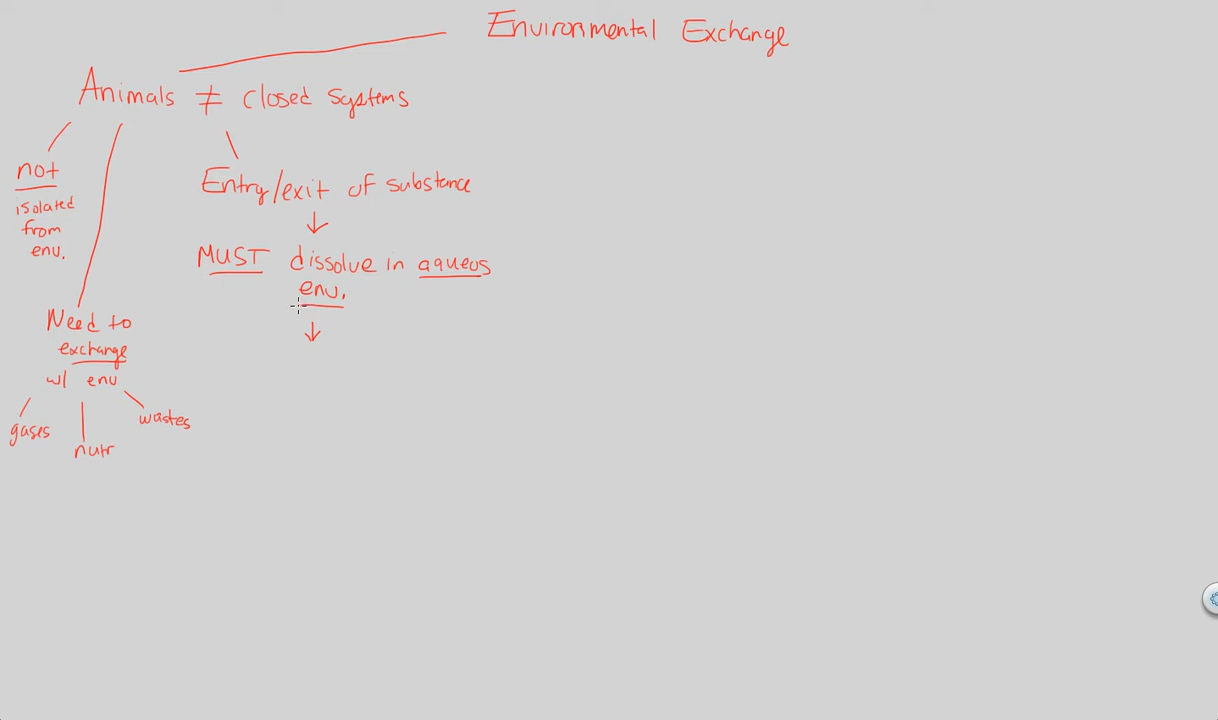 Environmental Exchange
Animals ≠ closed systems
not
isolated
from
env.
Entry/exit of substance
MUST dissolve in aqueos
env.
Need to
exchange
w/ env
gases
nutr
wastes